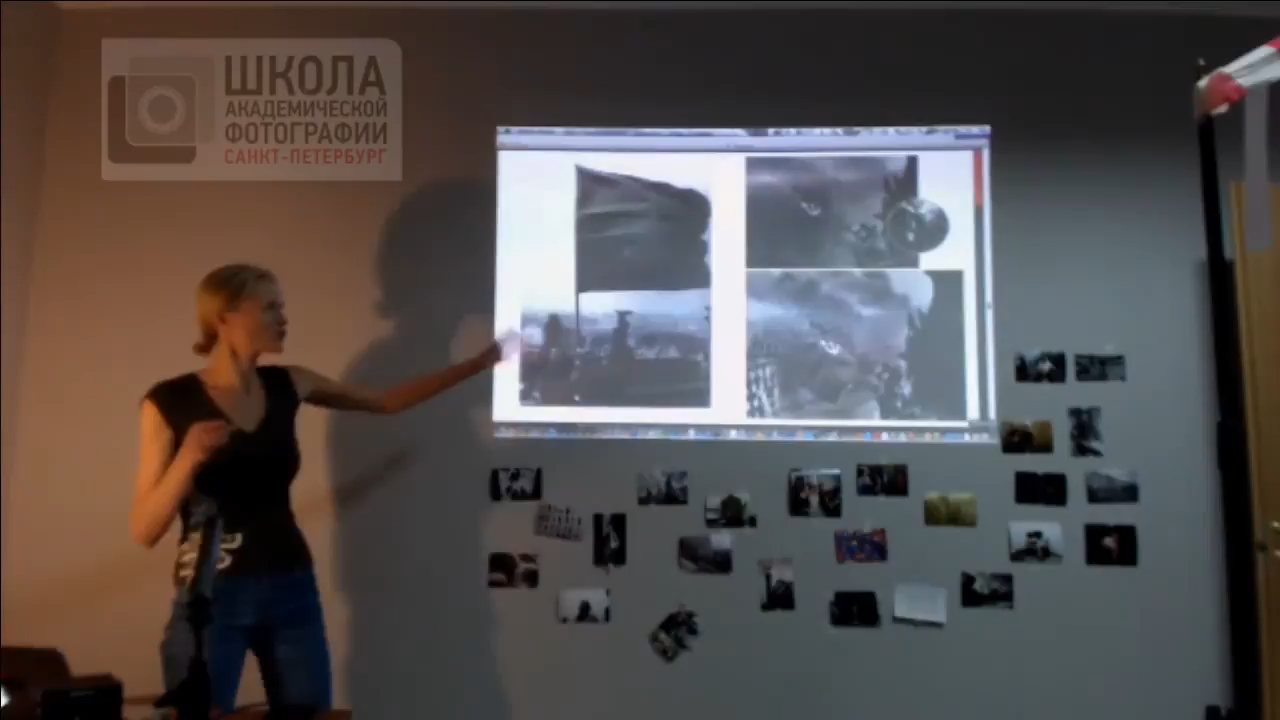 ШКОЛА
АКАДЕМИЧЕСКОЙ
ФОТОГРАФИИ
САНКТ-ПЕТЕРБУРГ